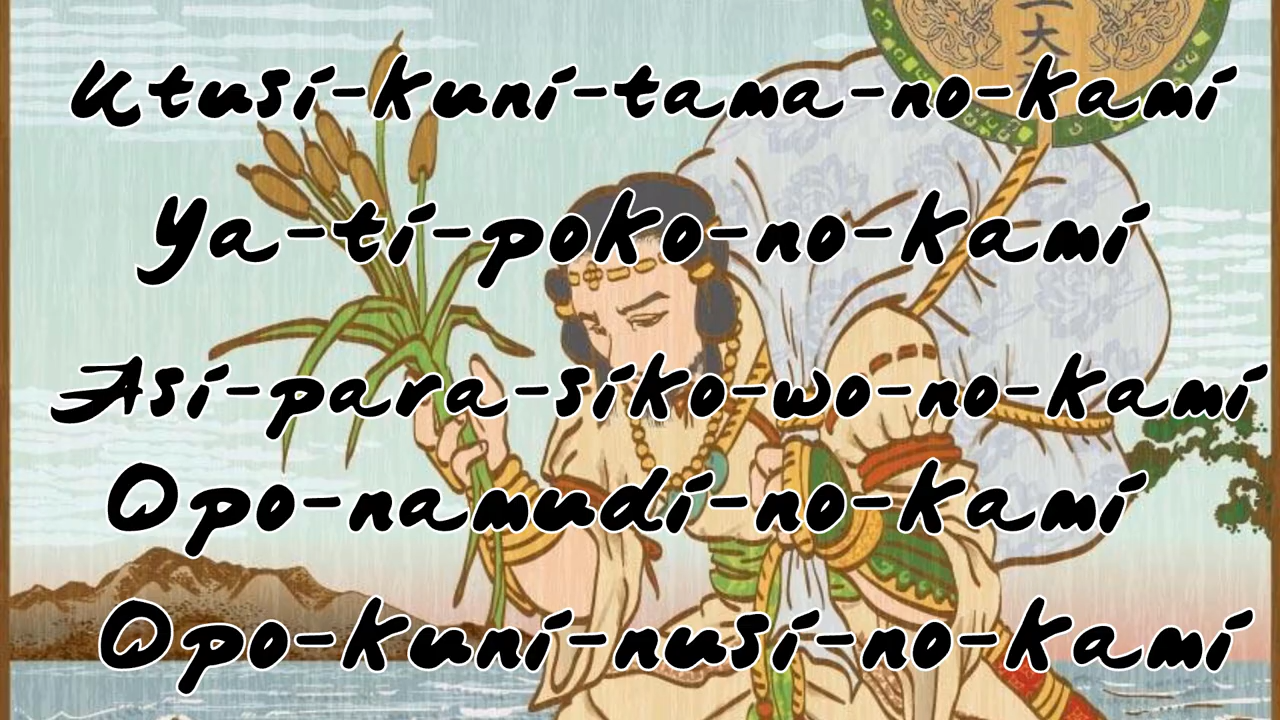 Utusi-kuni-tama-no-kami
Ya-ti-poko-no-kami
Asi-para-siko-wo-no-kami
Opo-namudi-no-kami
Opo-kuni-nusi-no-kami